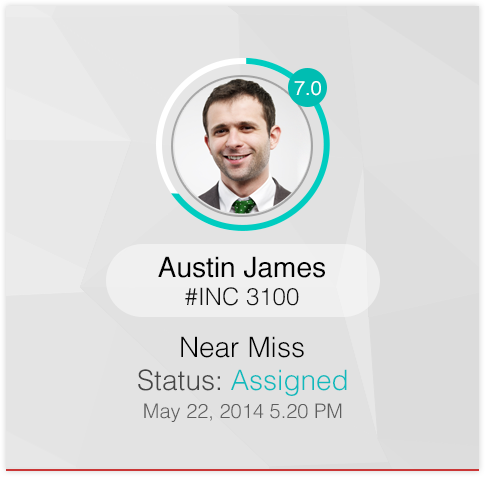 7.0
Austin James
#INC 3100
Near Miss
Status: Assigned
May 22, 2014 5.20 PM